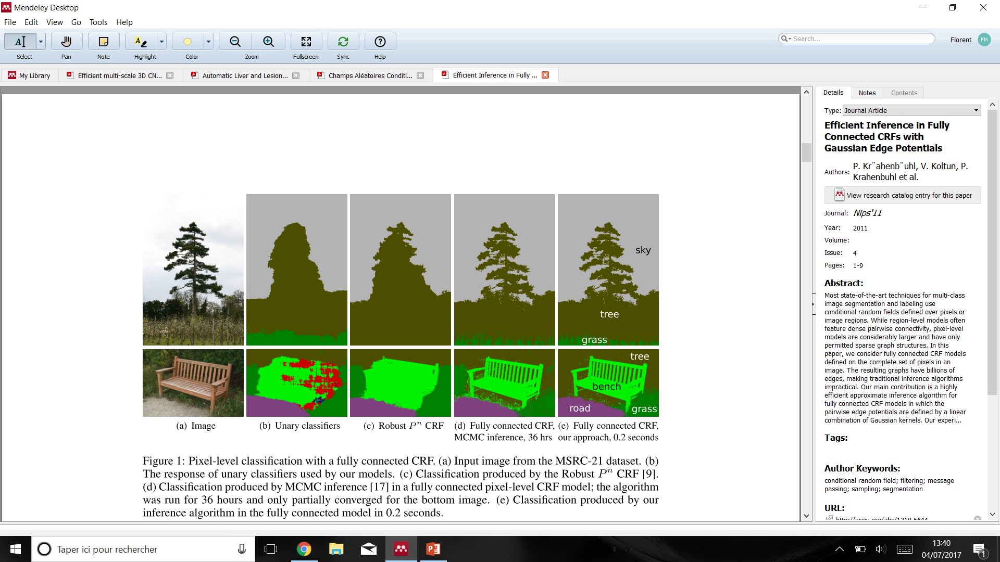 Mendeley Desktop
File Edit View Go Tools Help
Select Pan Note Highlight Color Zoom Fullscreen Sync Help
Search...
Florent FM
My Library
Efficient multi-scale 3D CN...
Automatic Liver and Lesion...
Champs Aléatoires Conditi...
Efficient Inference in Fully ...
sky
tree
grass
tree
bench
road
grass
(a) Image
(b) Unary classifiers
(c) Robust Pⁿ CRF
(d) Fully connected CRF,
MCMC inference, 36 hrs
(e) Fully connected CRF,
our approach, 0.2 seconds
Figure 1: Pixel-level classification with a fully connected CRF. (a) Input image from the MSRC-21 dataset. (b)
The response of unary classifiers used by our models. (c) Classification produced by the Robust Pⁿ CRF [9].
(d) Classification produced by MCMC inference [17] in a fully connected pixel-level CRF model; the algorithm
was run for 36 hours and only partially converged for the bottom image. (e) Classification produced by our
inference algorithm in the fully connected model in 0.2 seconds.
Details Notes Contents
Type: Journal Article
Efficient Inference in Fully
Connected CRFs with
Gaussian Edge Potentials
Authors: P. Kr¨ahenb¨uhl, V. Koltun, P.
Krahenbuhl et al.
View research catalog entry for this paper
Journal: Nips'11
Year: 2011
Volume:
Issue: 4
Pages: 1-9
Abstract:
Most state-of-the-art techniques for multi-class
image segmentation and labeling use
conditional random fields defined over pixels or
image regions. While region-level models often
feature dense pairwise connectivity, pixel-level
models are considerably larger and have only
permitted sparse graph structures. In this
paper, we consider fully connected CRF models
defined on the complete set of pixels in an
image. The resulting graphs have billions of
edges, making traditional inference algorithms
impractical. Our main contribution is a highly
efficient approximate inference algorithm for
fully connected CRF models in which the
pairwise edge potentials are defined by a linear
combination of Gaussian kernels. Our experi...
Tags:
Author Keywords:
conditional random field; filtering; message
passing; sampling; segmentation
URL:
http://arxiv.org/abs/1210.5644
Taper ici pour rechercher
13:40
04/07/2017
1